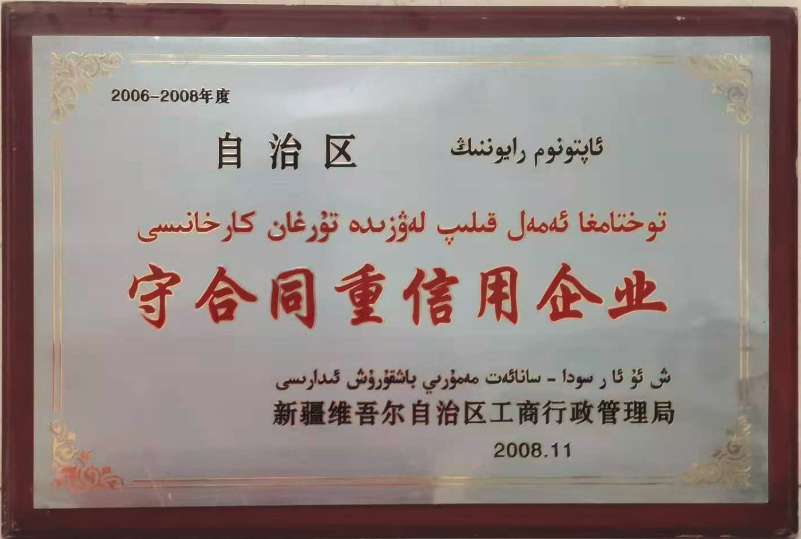 2006-2008年度
自治区 ئاپتونوم رايوننىڭ
توختامغا ئەمەل قىلىپ لەۋزىدە تۇرغان كارخانىسى
守合同重信用企业
ش ئۇ ئا ر سودا - سانائەت مەمۇرىي باشقۇرۇش ئىدارىسى
新疆维吾尔自治区工商行政管理局
2008.11